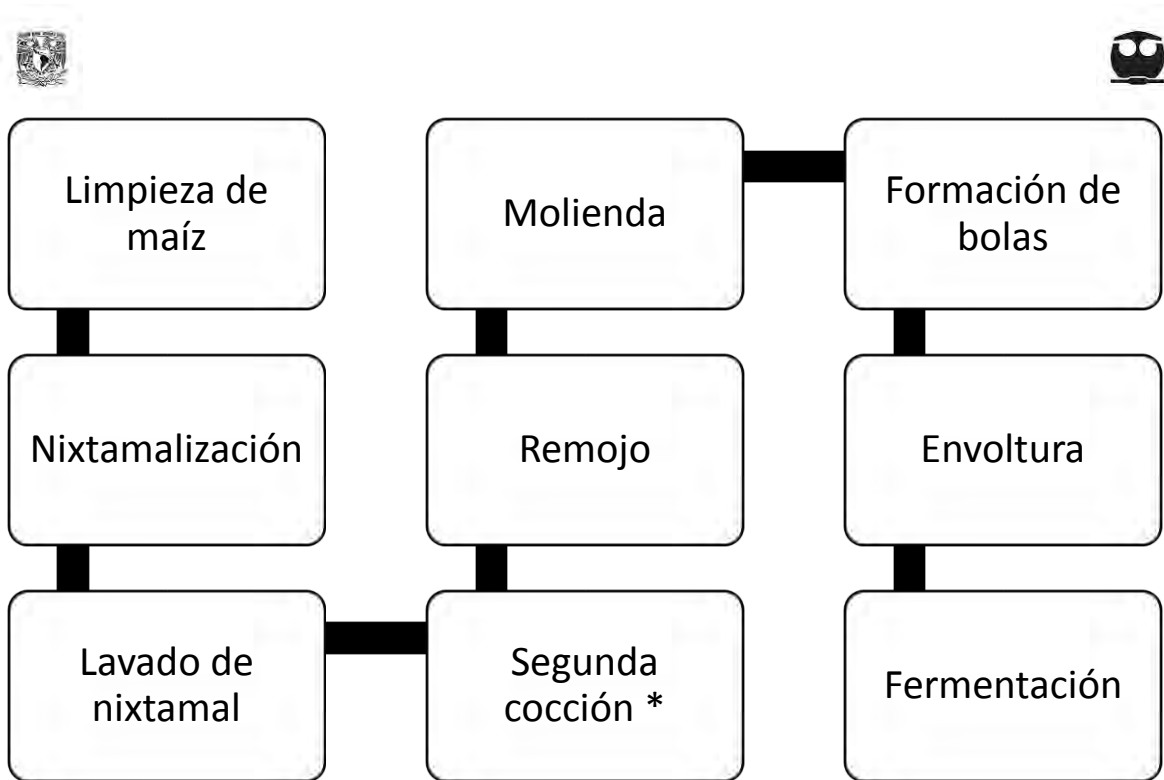 Limpieza de
maíz
Nixtamalización
Lavado de
nixtamal
Segunda
cocción *
Remojo
Molienda
Formación de
bolas
Envoltura
Fermentación